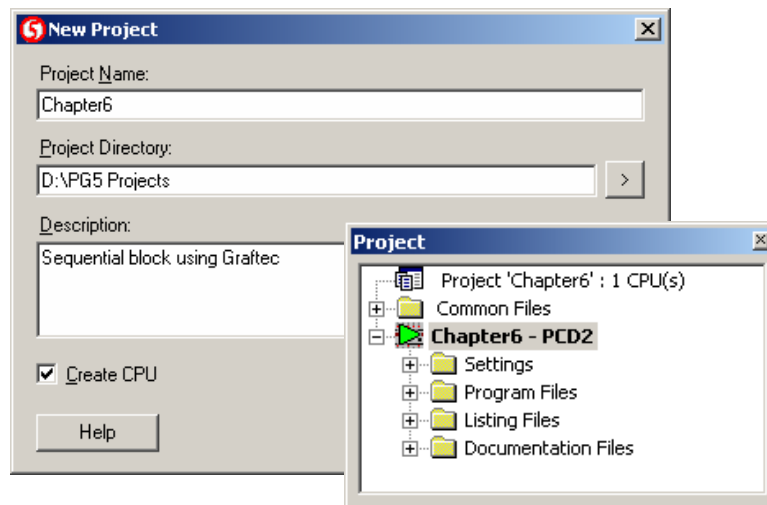 New Project
Project Name:
Chapter6
Project Directory:
D:\PG5 Projects
>
Description:
Sequential block using Graftec
Create CPU
Help
Project
Project 'Chapter6' : 1 CPU(s)
Common Files
Chapter6 - PCD2
Settings
Program Files
Listing Files
Documentation Files